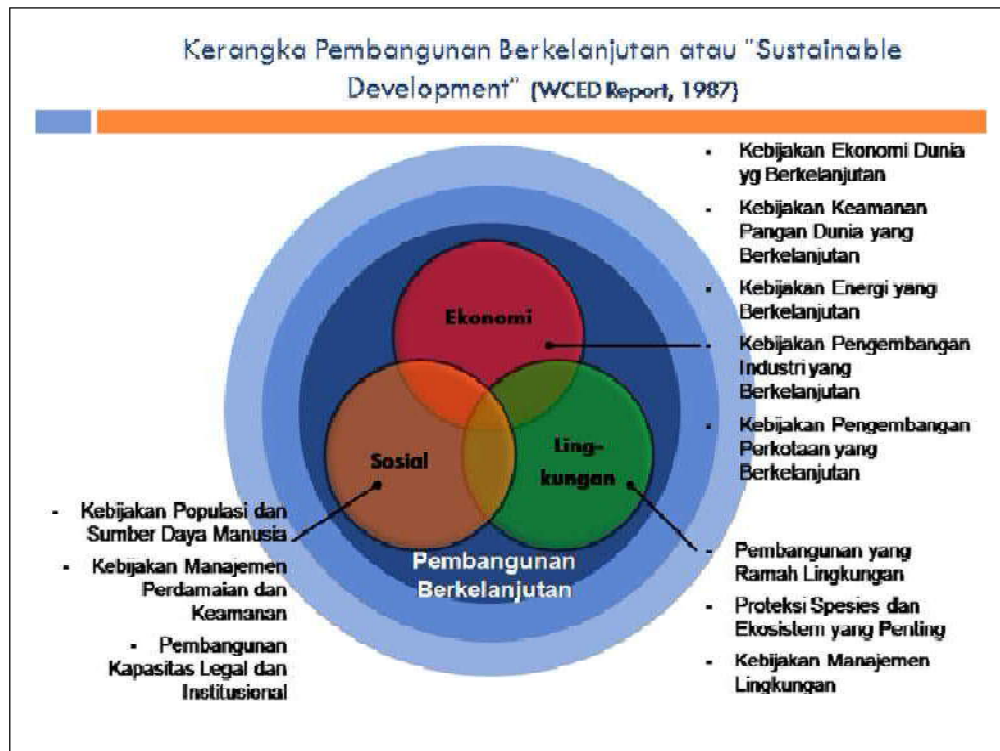 Kerangka Pembangunan Berkelanjutan atau "Sustainable
Development" (WCED Report, 1987)
- Kebijakan Ekonomi Dunia
yg Berkelanjutan
- Kebijakan Keamanan
Pangan Dunia yang
Berkelanjutan
- Kebijakan Energi yang
Berkelanjutan
- Kebijakan Pengembangan
Industri yang
Berkelanjutan
- Kebijakan Pengembangan
Perkotaan yang
Berkelanjutan
Ekonomi
Sosial
Ling-
kungan
Pembangunan
Berkelanjutan
- Kebijakan Populasi dan
Sumber Daya Manusia
- Kebijakan Manajemen
Perdamaian dan
Keamanan
- Pembangunan
Kapasitas Legal dan
Institusional
- Pembangunan yang
Ramah Lingkungan
- Proteksi Spesies dan
Ekosistem yang Penting
- Kebijakan Manajemen
Lingkungan